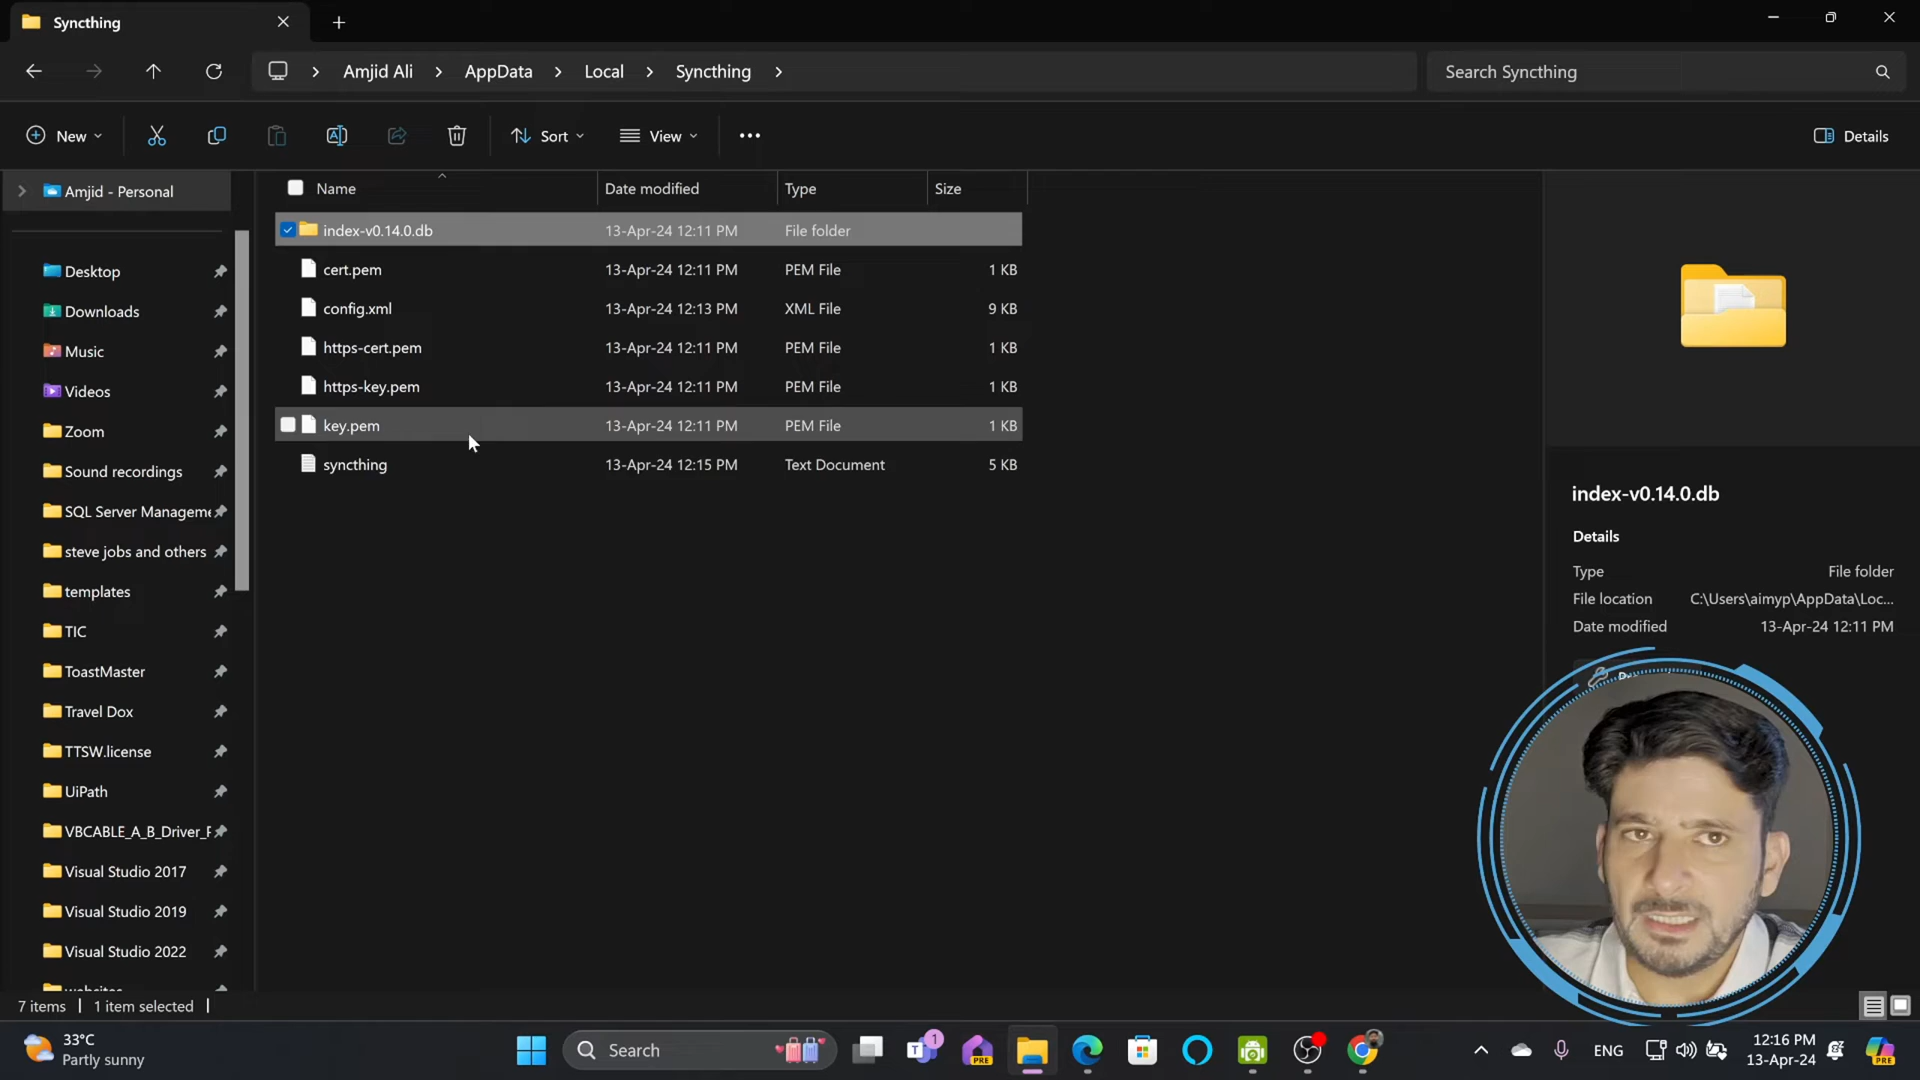 Syncthing
Amjid Ali
AppData
Local
Syncthing
Search Syncthing
New
Sort
View
Details
Amjid - Personal
Desktop
Downloads
Music
Videos
Zoom
Sound recordings
SQL Server Manageme
steve jobs and others
templates
TIC
ToastMaster
Travel Dox
TTSW.license
UiPath
VBCABLE_A_B_Driver_F
Visual Studio 2017
Visual Studio 2019
Visual Studio 2022
websites
Name Date modified Type Size
index-v0.14.0.db 13-Apr-24 12:11 PM File folder
cert.pem 13-Apr-24 12:11 PM PEM File 1 KB
config.xml 13-Apr-24 12:13 PM XML File 9 KB
https-cert.pem 13-Apr-24 12:11 PM PEM File 1 KB
https-key.pem 13-Apr-24 12:11 PM PEM File 1 KB
key.pem 13-Apr-24 12:11 PM PEM File 1 KB
syncthing 13-Apr-24 12:15 PM Text Document 5 KB
index-v0.14.0.db
Details
Type File folder
File location C:\Users\aimyp\AppData\Loc...
Date modified 13-Apr-24 12:11 PM
7 items 1 item selected
33°C
Partly sunny
Search
1
PRE
ENG
12:16 PM
13-Apr-24
PRE